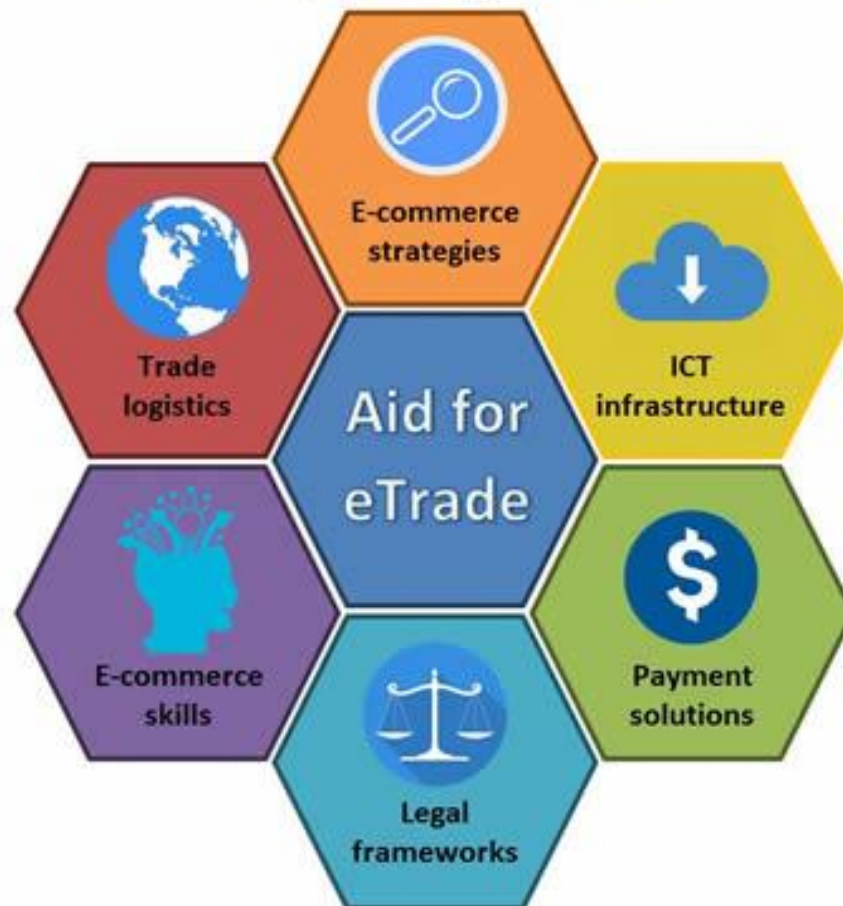 E-commerce
strategies
Trade
logistics
ICT
infrastructure
Aid for
eTrade
E-commerce
skills
$
Payment
solutions
Legal
frameworks